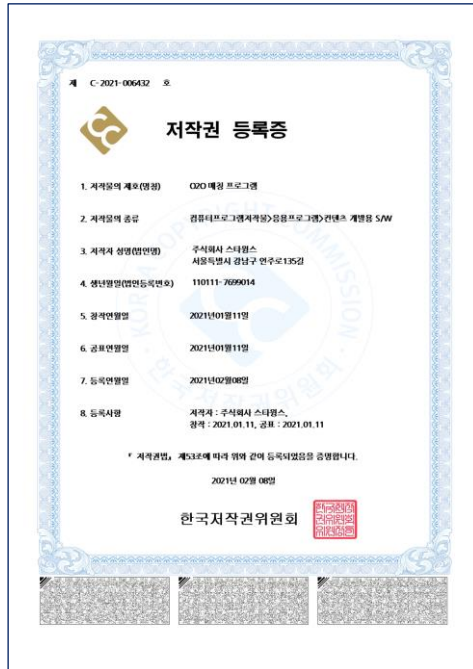 제 C-2021-006432 호
저작권 등록증
1. 저작물의 제호(명칭) O2O 매칭 프로그램
2. 저작물의 종류 컴퓨터프로그램저작물>응용프로그램>컨텐츠 개발용 S/W
3. 저작자 성명(법인명) 주식회사 스타윙스
서울특별시 강남구 언주로135길
4. 생년월일(법인등록번호) 110111-7699014
5. 창작연월일 2021년01월11일
6. 공표연월일 2021년01월11일
7. 등록연월일 2021년02월08일
8. 등록사항 저작자 : 주식회사 스타윙스,
창작 : 2021.01.11, 공표 : 2021.01.11
『 저작권법』 제53조에 따라 위와 같이 등록되었음을 증명합니다.
2021년 02월 08일
한국저작권위원회
KOREA COPYRIGHT COMMISSION
한국저작권위원회